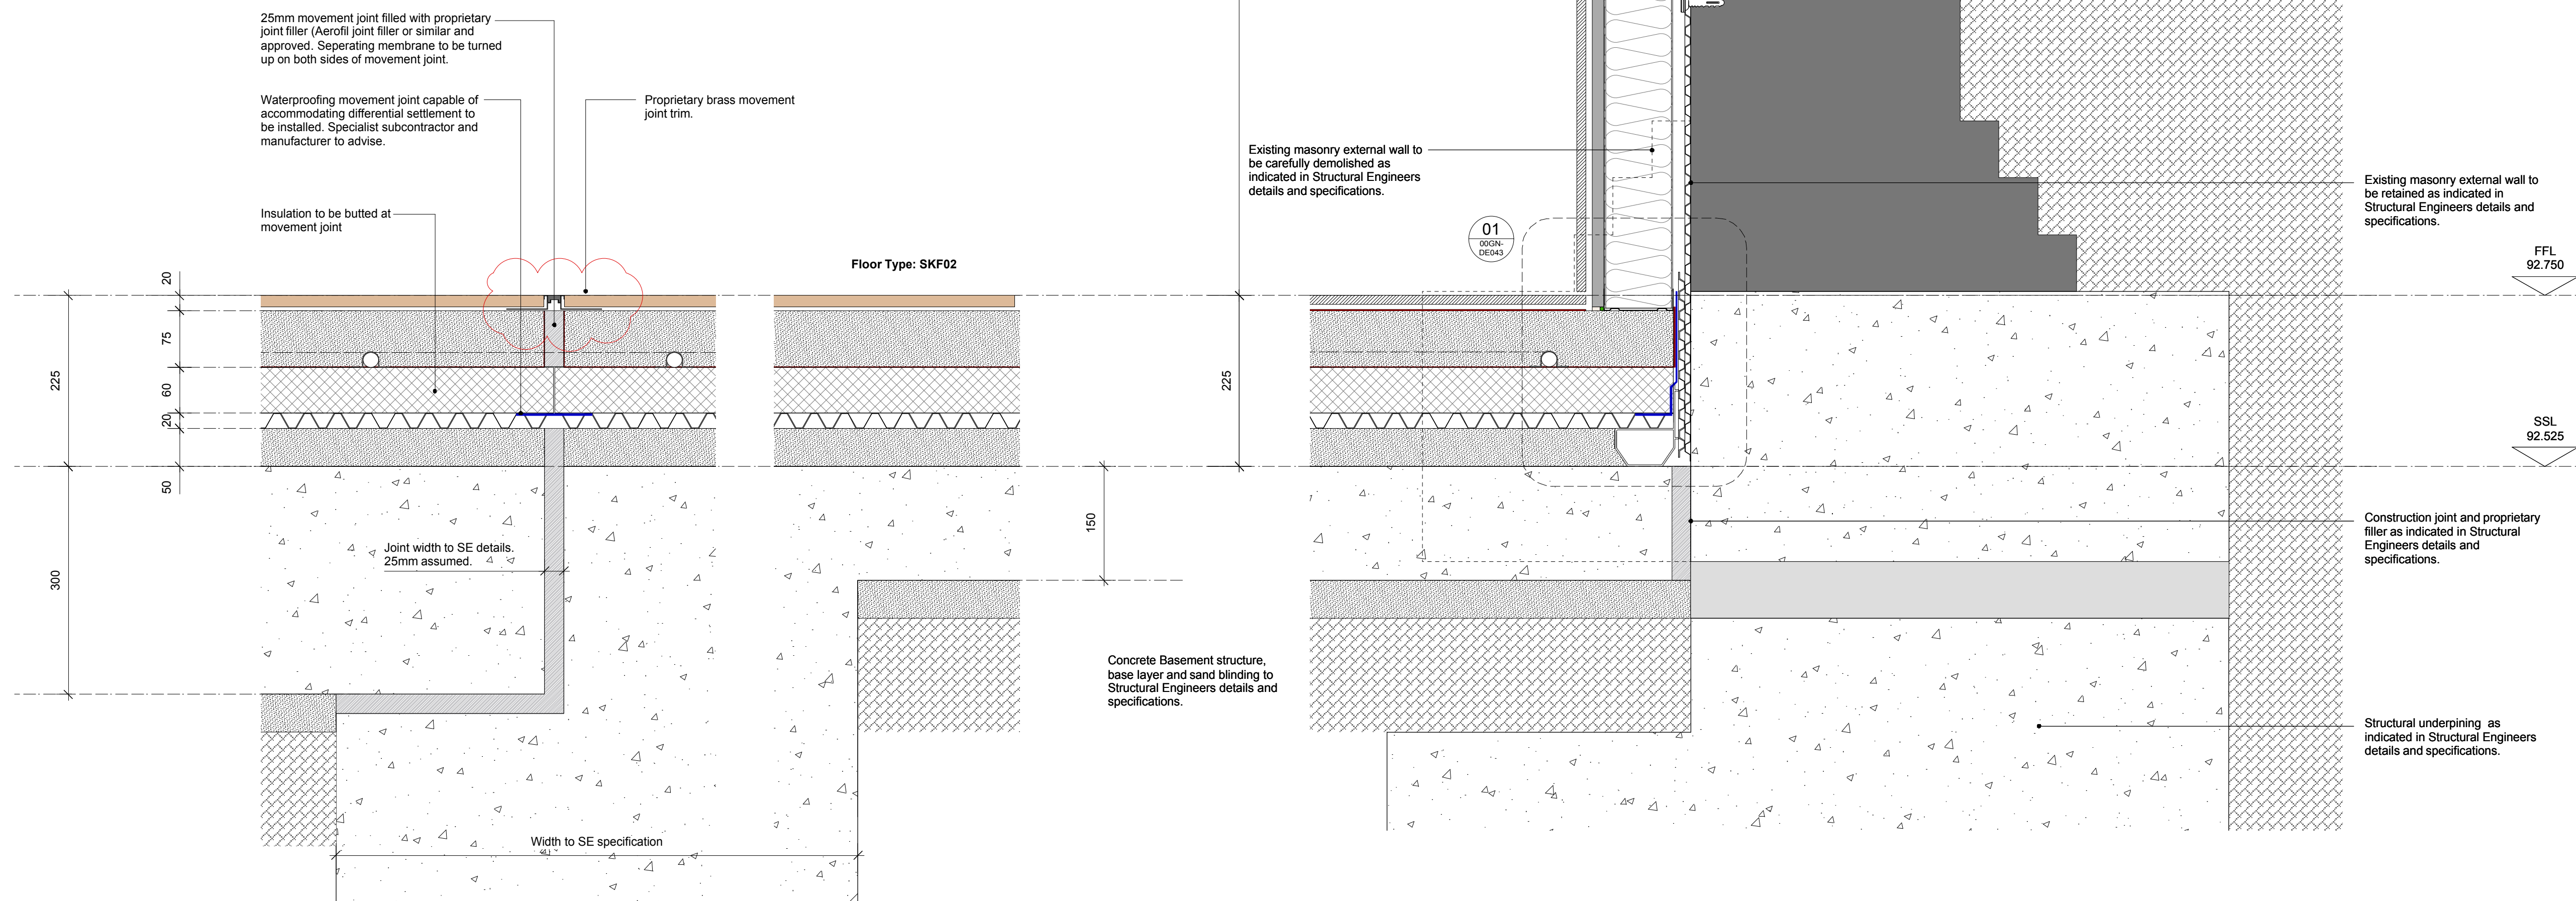 25mm movement joint filled with proprietary
joint filler (Aerofil joint filler or similar and
approved. Seperating membrane to be turned
up on both sides of movement joint.
Waterproofing movement joint capable of
accommodating differential settlement to
be installed. Specialist subcontractor and
manufacturer to advise.
Proprietary brass movement
joint trim.
Insulation to be butted at
movement joint
Floor Type: SKF02
20
75
60
20
50
225
300
Joint width to SE details.
25mm assumed.
Width to SE specification
150
Existing masonry external wall to
be carefully demolished as
indicated in Structural Engineers
details and specifications.
01
00GN-
DE043
225
Concrete Basement structure,
base layer and sand blinding to
Structural Engineers details and
specifications.
Existing masonry external wall to
be retained as indicated in
Structural Engineers details and
specifications.
FFL
92.750
SSL
92.525
Construction joint and proprietary
filler as indicated in Structural
Engineers details and
specifications.
Structural underpining as
indicated in Structural Engineers
details and specifications.